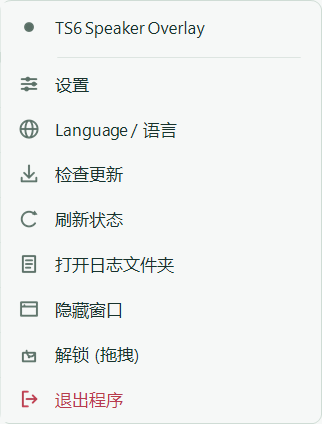 TS6 Speaker Overlay
设置
Language / 语言
检查更新
刷新状态
打开日志文件夹
隐藏窗口
解锁 (拖拽)
退出程序